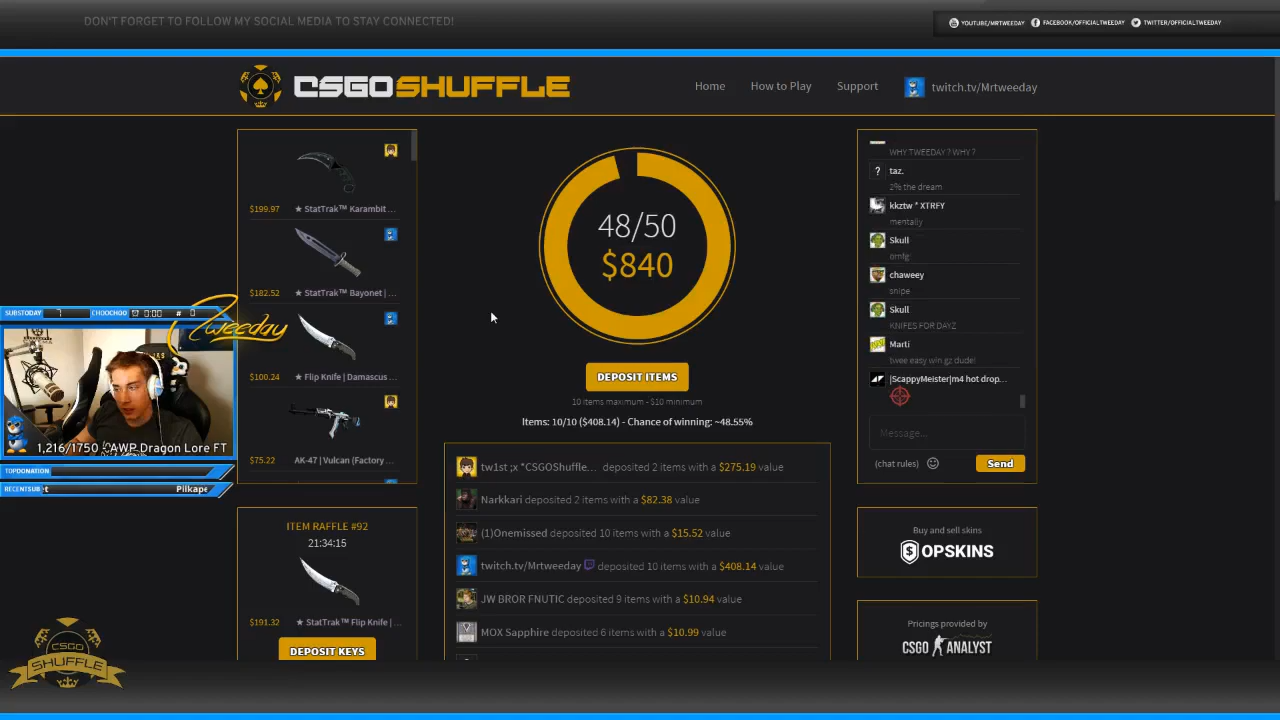 DON'T FORGET TO FOLLOW MY SOCIAL MEDIA TO STAY CONNECTED!
YOUTUBE/MRTWEEDAY FACEBOOK/OFFICIALTWEEDAY TWITTER/OFFICIALTWEEDAY
CSGOSHUFFLE
Home How to Play Support twitch.tv/Mrtweeday
$199.97 ★ StatTrak™ Karambit ...
$182.52 ★ StatTrak™ Bayonet | ...
$100.24 ★ Flip Knife | Damascus ...
$75.22 AK-47 | Vulcan (Factory ...
48/50
$840
DEPOSIT ITEMS
10 items maximum - $10 minimum
Items: 10/10 ($408.14) - Chance of winning: ~48.55%
tw1st ;x *CSGOShuffle... deposited 2 items with a $275.19 value
Narkkari deposited 2 items with a $82.38 value
(1)Onemissed deposited 10 items with a $15.52 value
twitch.tv/Mrtweeday deposited 10 items with a $408.14 value
JW BROR FNUTIC deposited 9 items with a $10.94 value
MOX Sapphire deposited 6 items with a $10.99 value
WHY TWEEDAY ? WHY ?
taz.
2% the dream
kkztw * XTRFY
mentally
Skull
omfg
chaweey
snipe
Skull
KNIFES FOR DAYZ
Marti
twee easy win gz dude!
|ScappyMeister|m4 hot drop...
Message...
(chat rules) Send
SUBSTODAY 7 CHOOCHOO 0:00 # 0
Tweeday
1,216/1750 - AWP Dragon Lore FT
TOPDONATION
RECENTSUB: Pilkape
ITEM RAFFLE #92
21:34:15
$191.32 ★ StatTrak™ Flip Knife | ...
DEPOSIT KEYS
Buy and sell skins
OPSKINS
Pricings provided by
CSGO ANALYST
CSGO
SHUFFLE